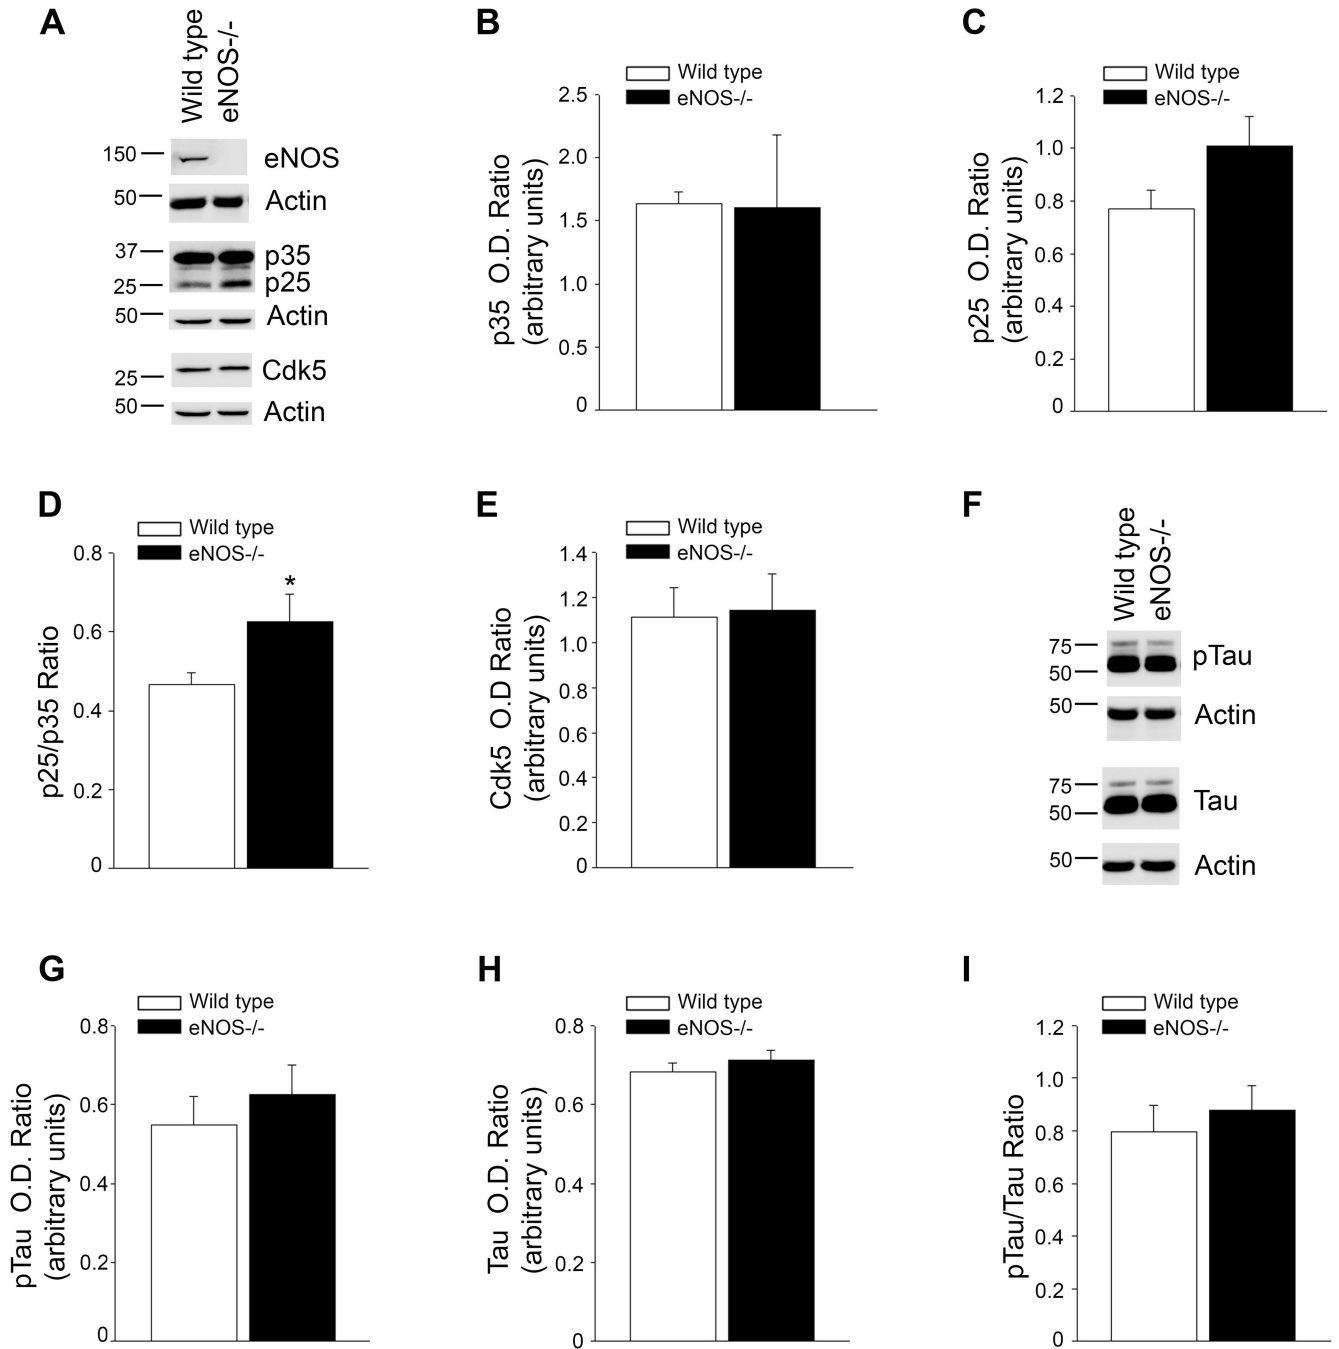 A
Wild type
eNOS-/-
150
eNOS
50
Actin
37
p35
25
p25
50
Actin
25
Cdk5
50
Actin
B
Wild type
eNOS-/-
p35 O.D. Ratio
(arbitrary units)
2.5
2.0
1.5
1.0
0.5
0
C
Wild type
eNOS-/-
p25 O.D. Ratio
(arbitrary units)
1.2
1.0
0.8
0.6
0.4
0.2
0
D
Wild type
eNOS-/-
p25/p35 Ratio
0.8
0.6
0.4
0.2
0
*
E
Wild type
eNOS-/-
Cdk5 O.D Ratio
(arbitrary units)
1.4
1.2
1.0
0.8
0.6
0.4
0.2
0
F
Wild type
eNOS-/-
75
50
pTau
50
Actin
75
50
Tau
50
Actin
G
Wild type
eNOS-/-
pTau O.D. Ratio
(arbitrary units)
0.8
0.6
0.4
0.2
0
H
Wild type
eNOS-/-
Tau O.D. Ratio
(arbitrary units)
0.8
0.6
0.4
0.2
0
I
Wild type
eNOS-/-
pTau/Tau Ratio
1.2
1.0
0.8
0.6
0.4
0.2
0